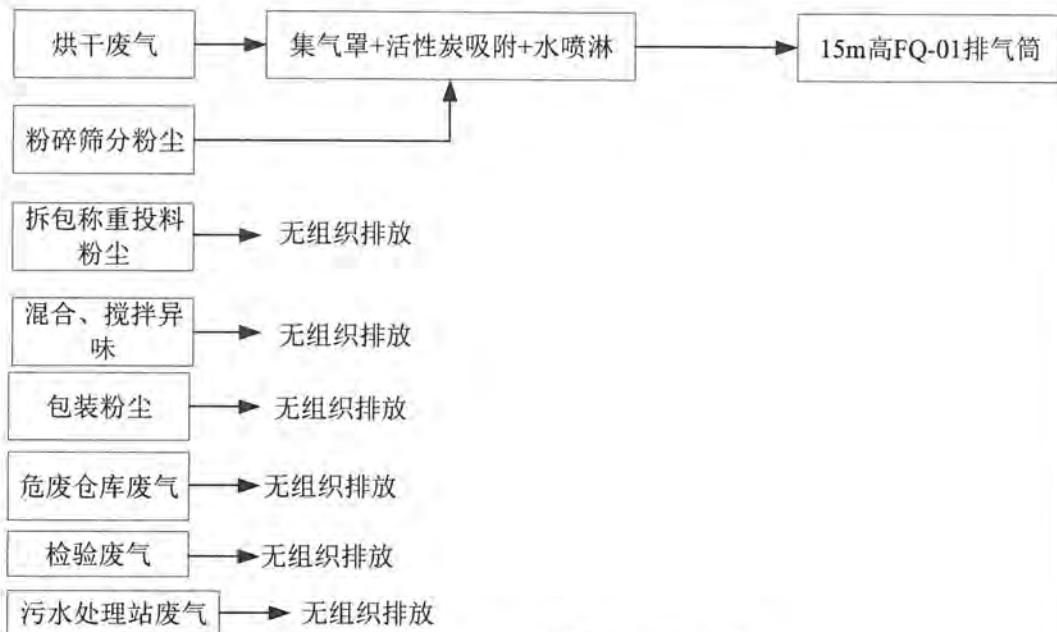 烘干废气
集气罩+活性炭吸附+水喷淋
15m高FQ-01排气筒
粉碎筛分粉尘
拆包称重投料
粉尘
无组织排放
混合、搅拌异
味
无组织排放
包装粉尘
无组织排放
危废仓库废气
无组织排放
检验废气
无组织排放
污水处理站废气
无组织排放